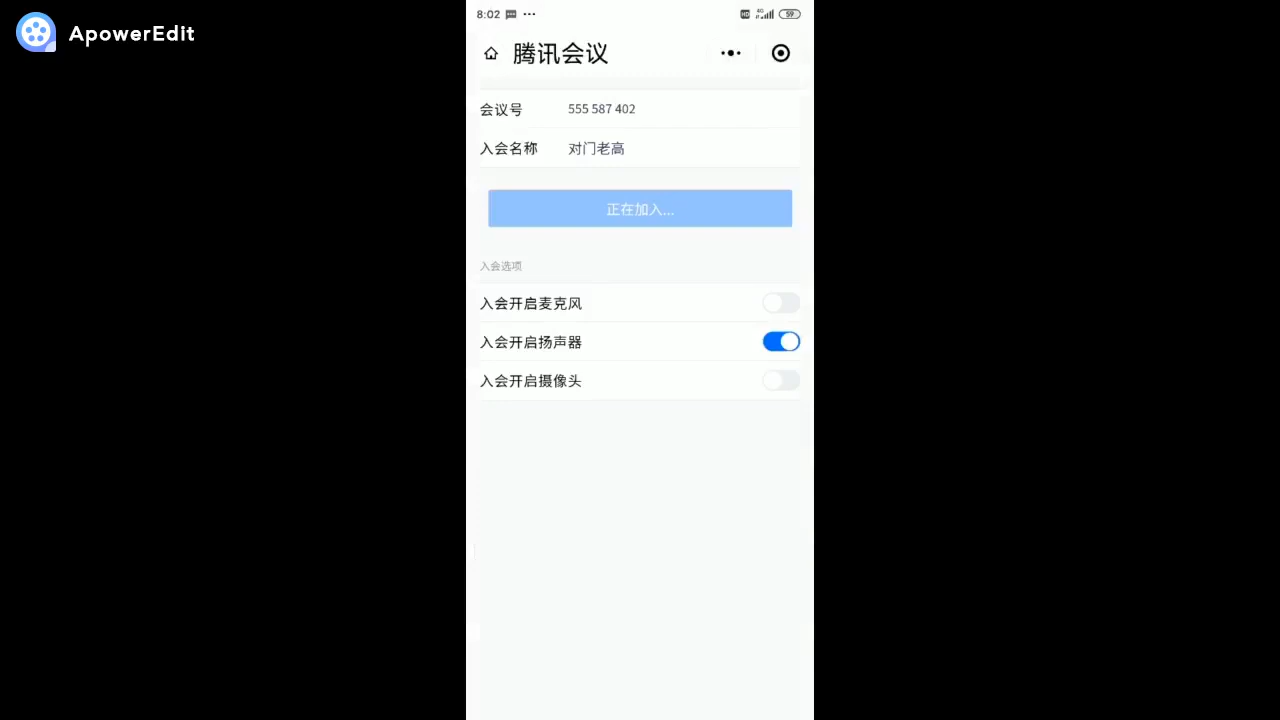 ApowerEdit
8:02
HD 4G 59
腾讯会议
会议号 555 587 402
入会名称 对门老高
正在加入...
入会选项
入会开启麦克风
入会开启扬声器
入会开启摄像头